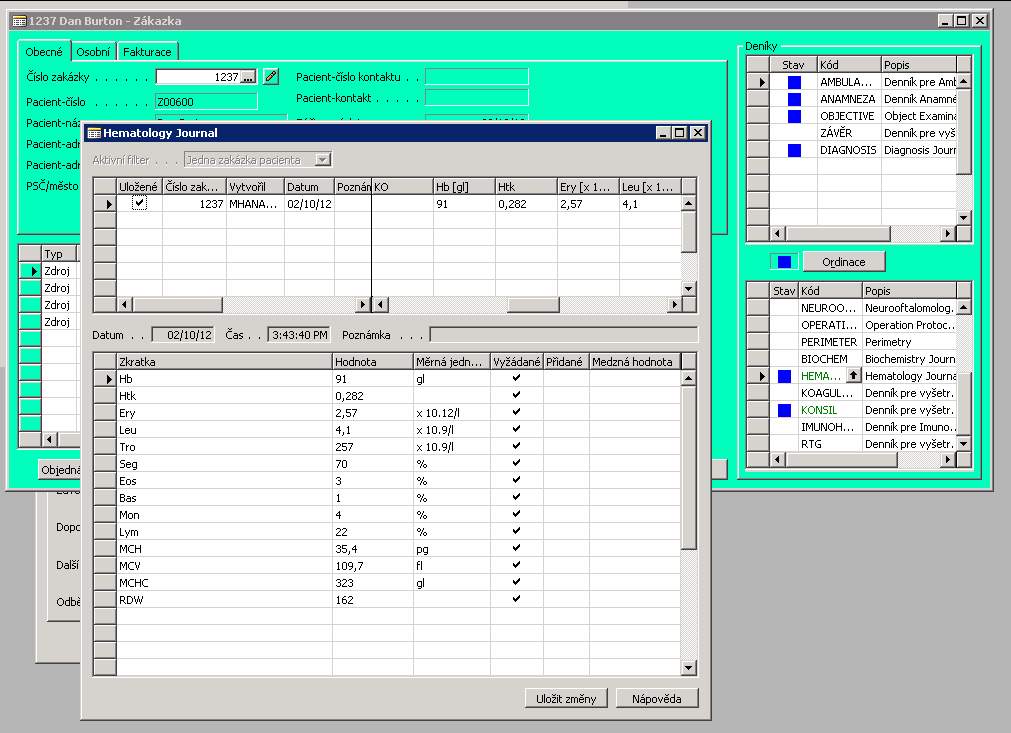 1237 Dan Burton - Zákazka
Obecné Osobní Fakturace
Číslo zakázky . . . . . . 1237 ...
Pacient-číslo . . . . . . Z00600
Pacient-číslo kontaktu . .
Pacient-kontakt . . . . .
PSČ/město
Typ
Zdroj
Zdroj
Zdroj
Zdroj
Deníky
Stav Kód Popis
AMBULA... Denník pre Amb
ANAMNEZA Denník Anamné
OBJECTIVE Object Examina
ZÁVĚR Denník pre vyš
DIAGNOSIS Diagnosis Jour
Ordinace
Stav Kód Popis
NEUROO... Neurooftalomolog.
OPERATI... Operation Protoc...
PERIMETER Perimetry
BIOCHEM Biochemistry Journ
HEMA... Hematology Journa
KOAGUL... Denník pre vyšetr.
KONSIL Denník pre vyšetr.
IMUNOH... Denník pre Imuno..
RTG Denník pre vyšetr.
Hematology Journal
Aktivní filter . . . Jedna zakázka pacienta
Uložené Číslo zak... Vytvořil Datum Poznán KO Hb [gl] Htk Ery [x 1... Leu [x 1...
1237 MHANA... 02/10/12 91 0,282 2,57 4,1
Datum . . 02/10/12 Čas . . 3:43:40 PM Poznámka . . .
Zkratka Hodnota Měrná jedn... Vyžádané Přidané Medzná hodnota
Hb 91 gl
Htk 0,282
Ery 2,57 x 10.12/l
Leu 4,1 x 10.9/l
Tro 257 x 10.9/l
Seg 70 %
Eos 3 %
Bas 1 %
Mon 4 %
Lym 22 %
MCH 35,4 pg
MCV 109,7 fl
MCHC 323 gl
RDW 162
Uložit změny Nápověda
Objedná
Dopo
Další
Odbě